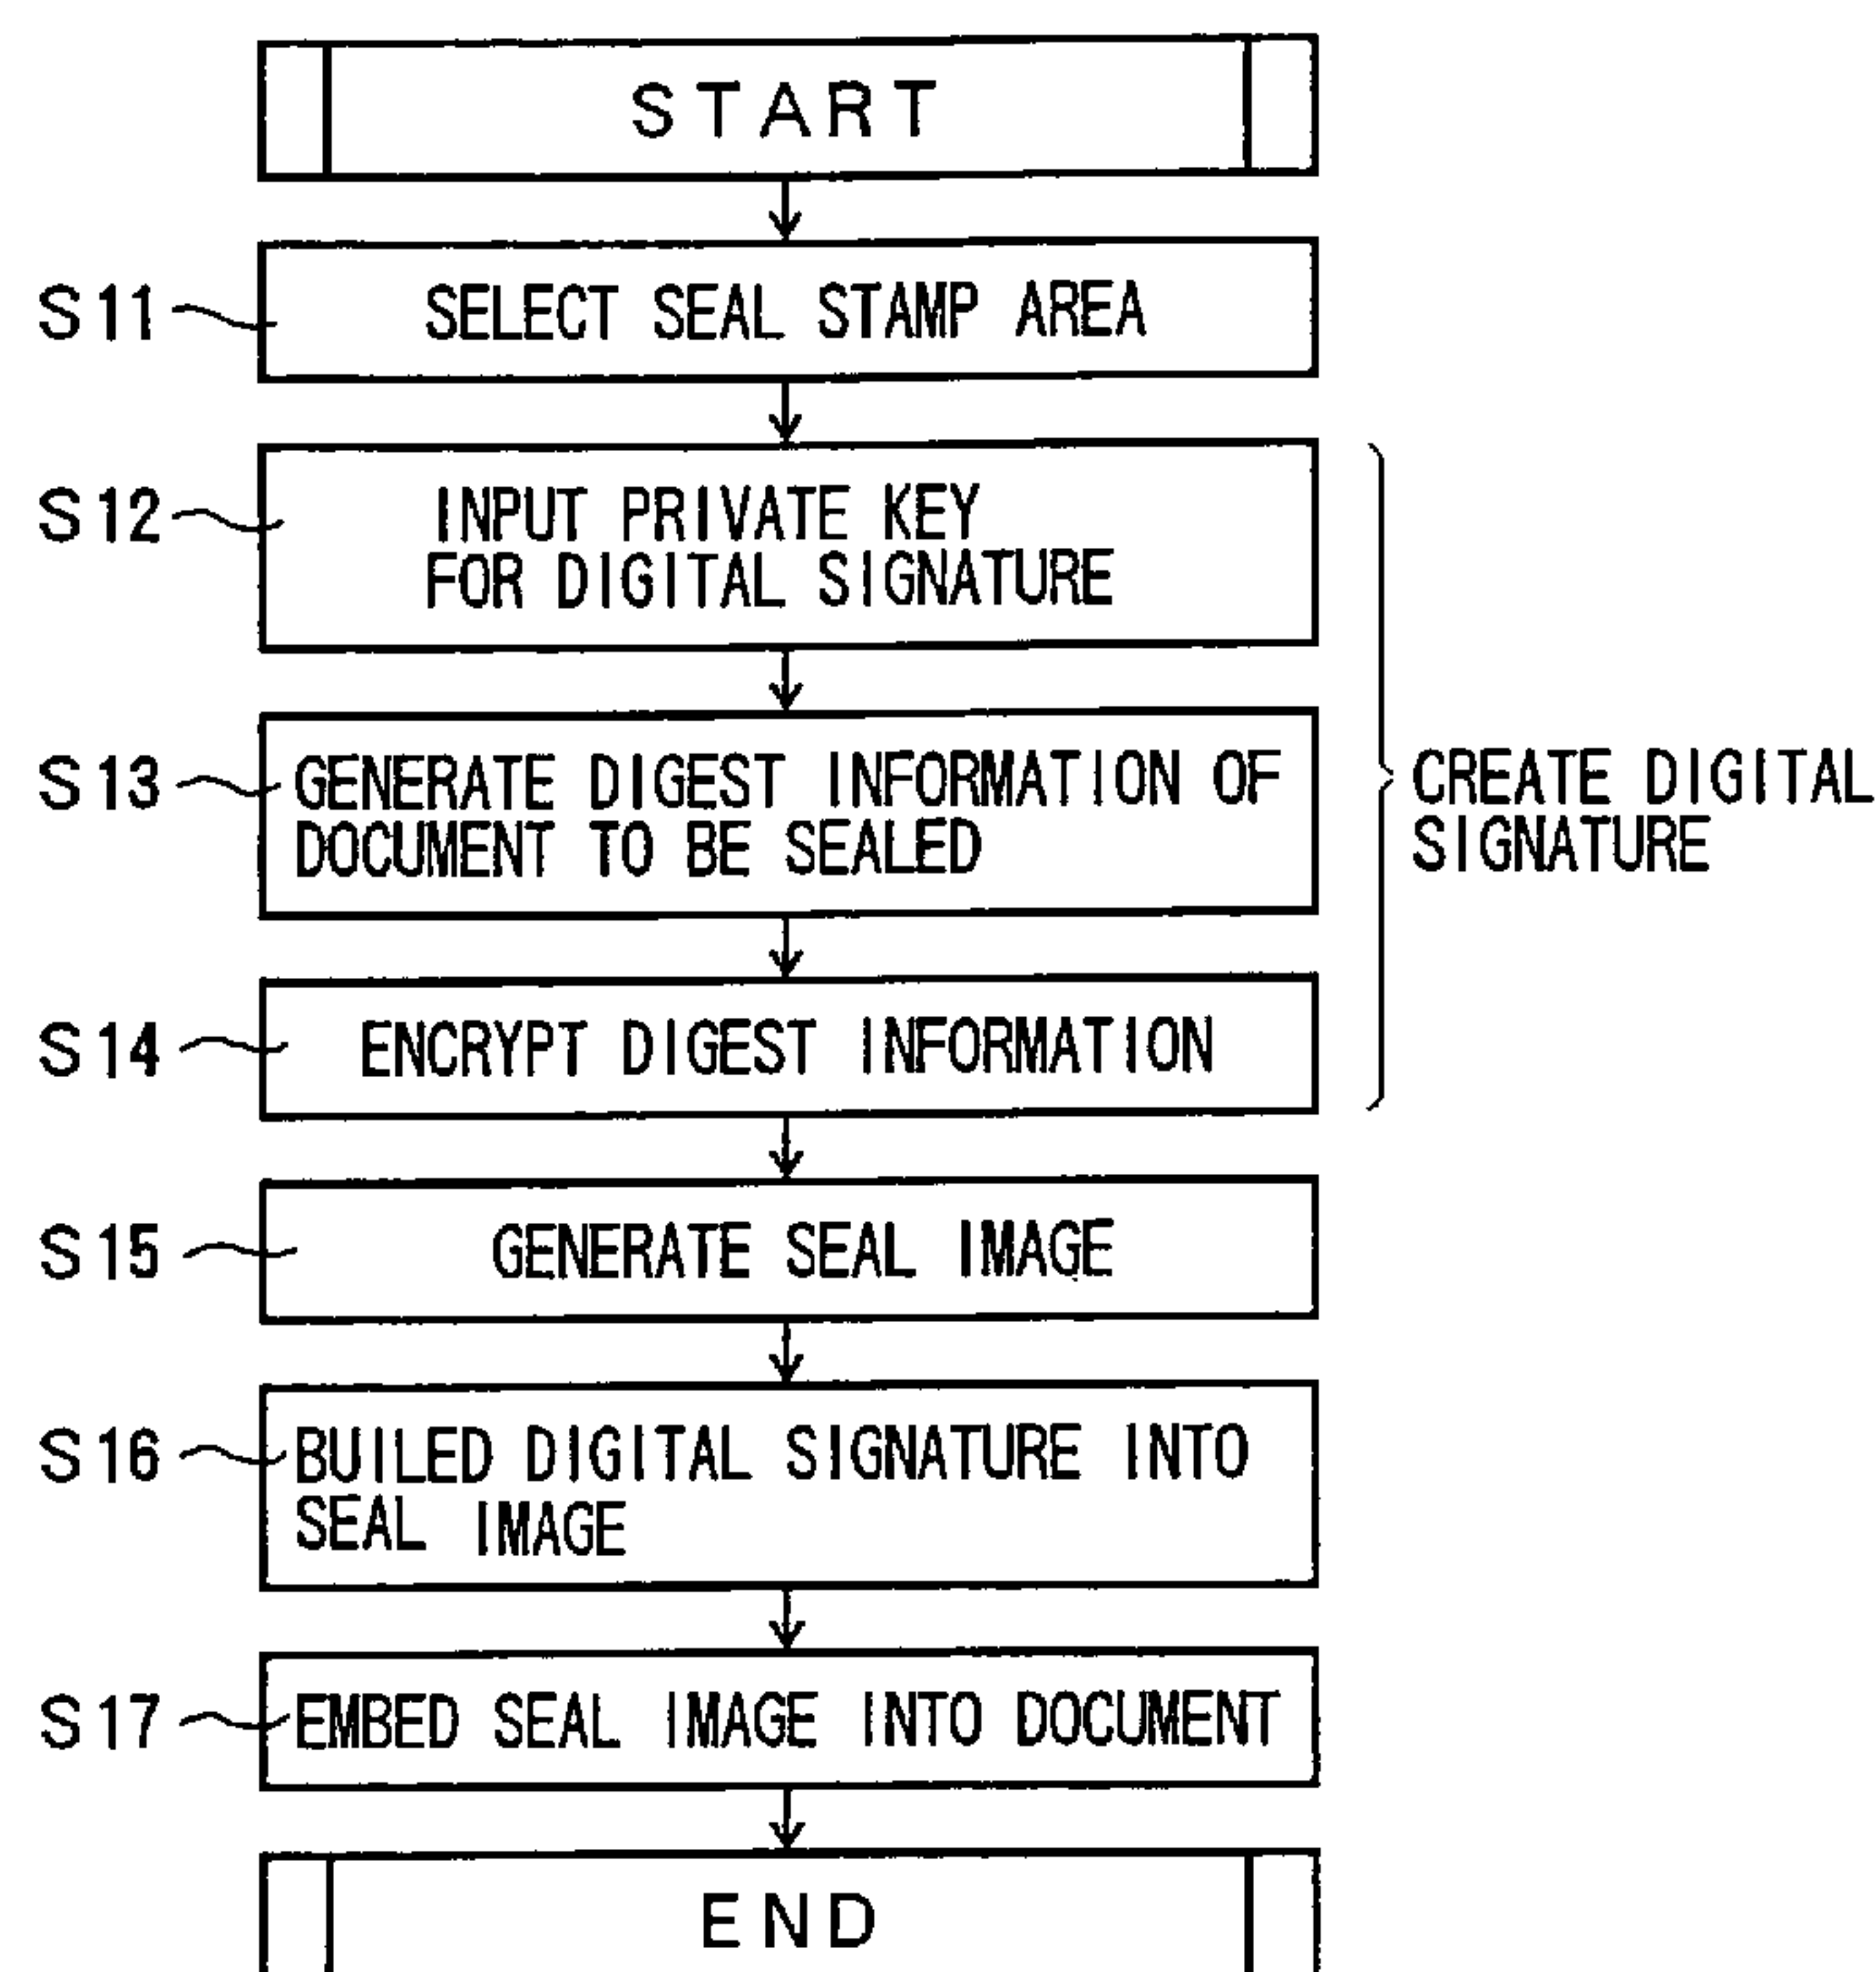 START
S11 SELECT SEAL STAMP AREA
S12 INPUT PRIVATE KEY
FOR DIGITAL SIGNATURE
S13 GENERATE DIGEST INFORMATION OF
DOCUMENT TO BE SEALED
CREATE DIGITAL
SIGNATURE
S14 ENCRYPT DIGEST INFORMATION
S15 GENERATE SEAL IMAGE
S16 BUILED DIGITAL SIGNATURE INTO
SEAL IMAGE
S17 EMBED SEAL IMAGE INTO DOCUMENT
END